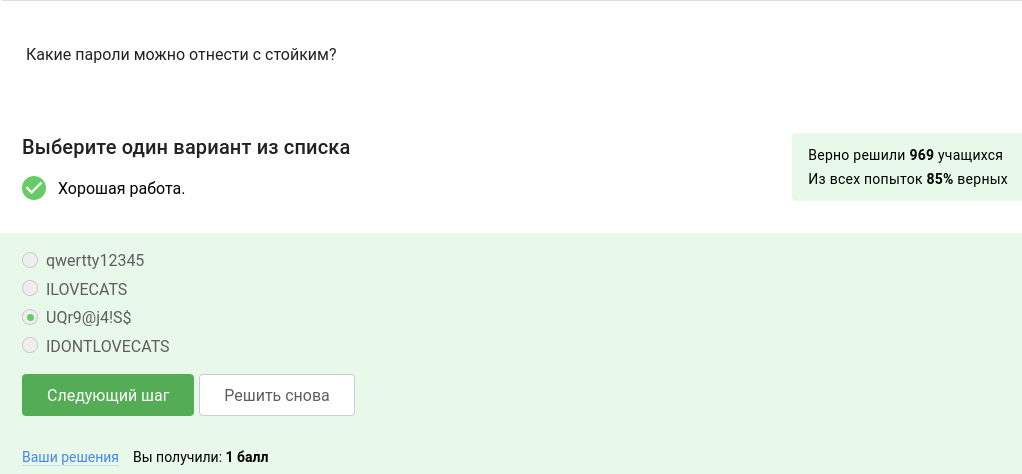 Какие пароли можно отнести с стойким?
Выберите один вариант из списка
Хорошая работа.
Верно решили 969 учащихся
Из всех попыток 85% верных
qwertty12345
ILOVECATS
UQr9@j4!S$
IDONTLOVECATS
Следующий шаг Решить снова
Ваши решения Вы получили: 1 балл